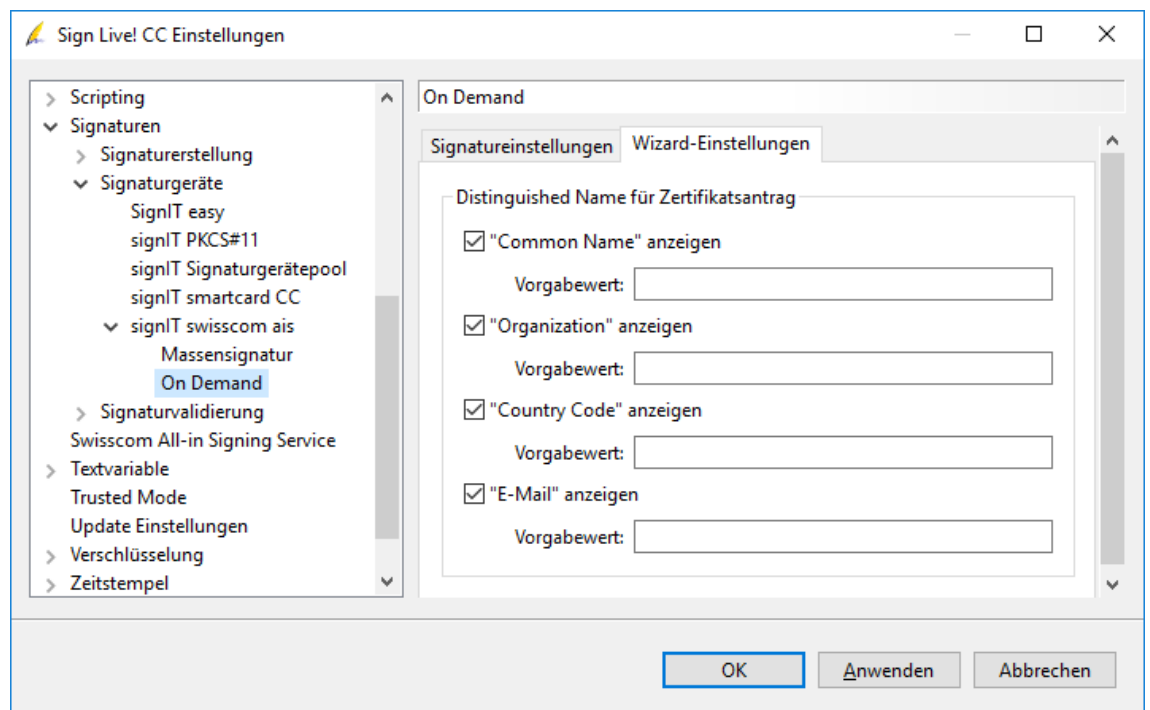 Sign Live! CC Einstellungen
Scripting
Signaturen
Signaturerstellung
Signaturgeräte
SignIT easy
signIT PKCS#11
signIT Signaturgerätepool
signIT smartcard CC
signIT swisscom ais
Massensignatur
On Demand
Signaturvalidierung
Swisscom All-in Signing Service
Textvariable
Trusted Mode
Update Einstellungen
Verschlüsselung
Zeitstempel
On Demand
Signatureinstellungen Wizard-Einstellungen
Distinguished Name für Zertifikatsantrag
"Common Name" anzeigen
Vorgabewert:
"Organization" anzeigen
Vorgabewert:
"Country Code" anzeigen
Vorgabewert:
"E-Mail" anzeigen
Vorgabewert:
OK Anwenden Abbrechen